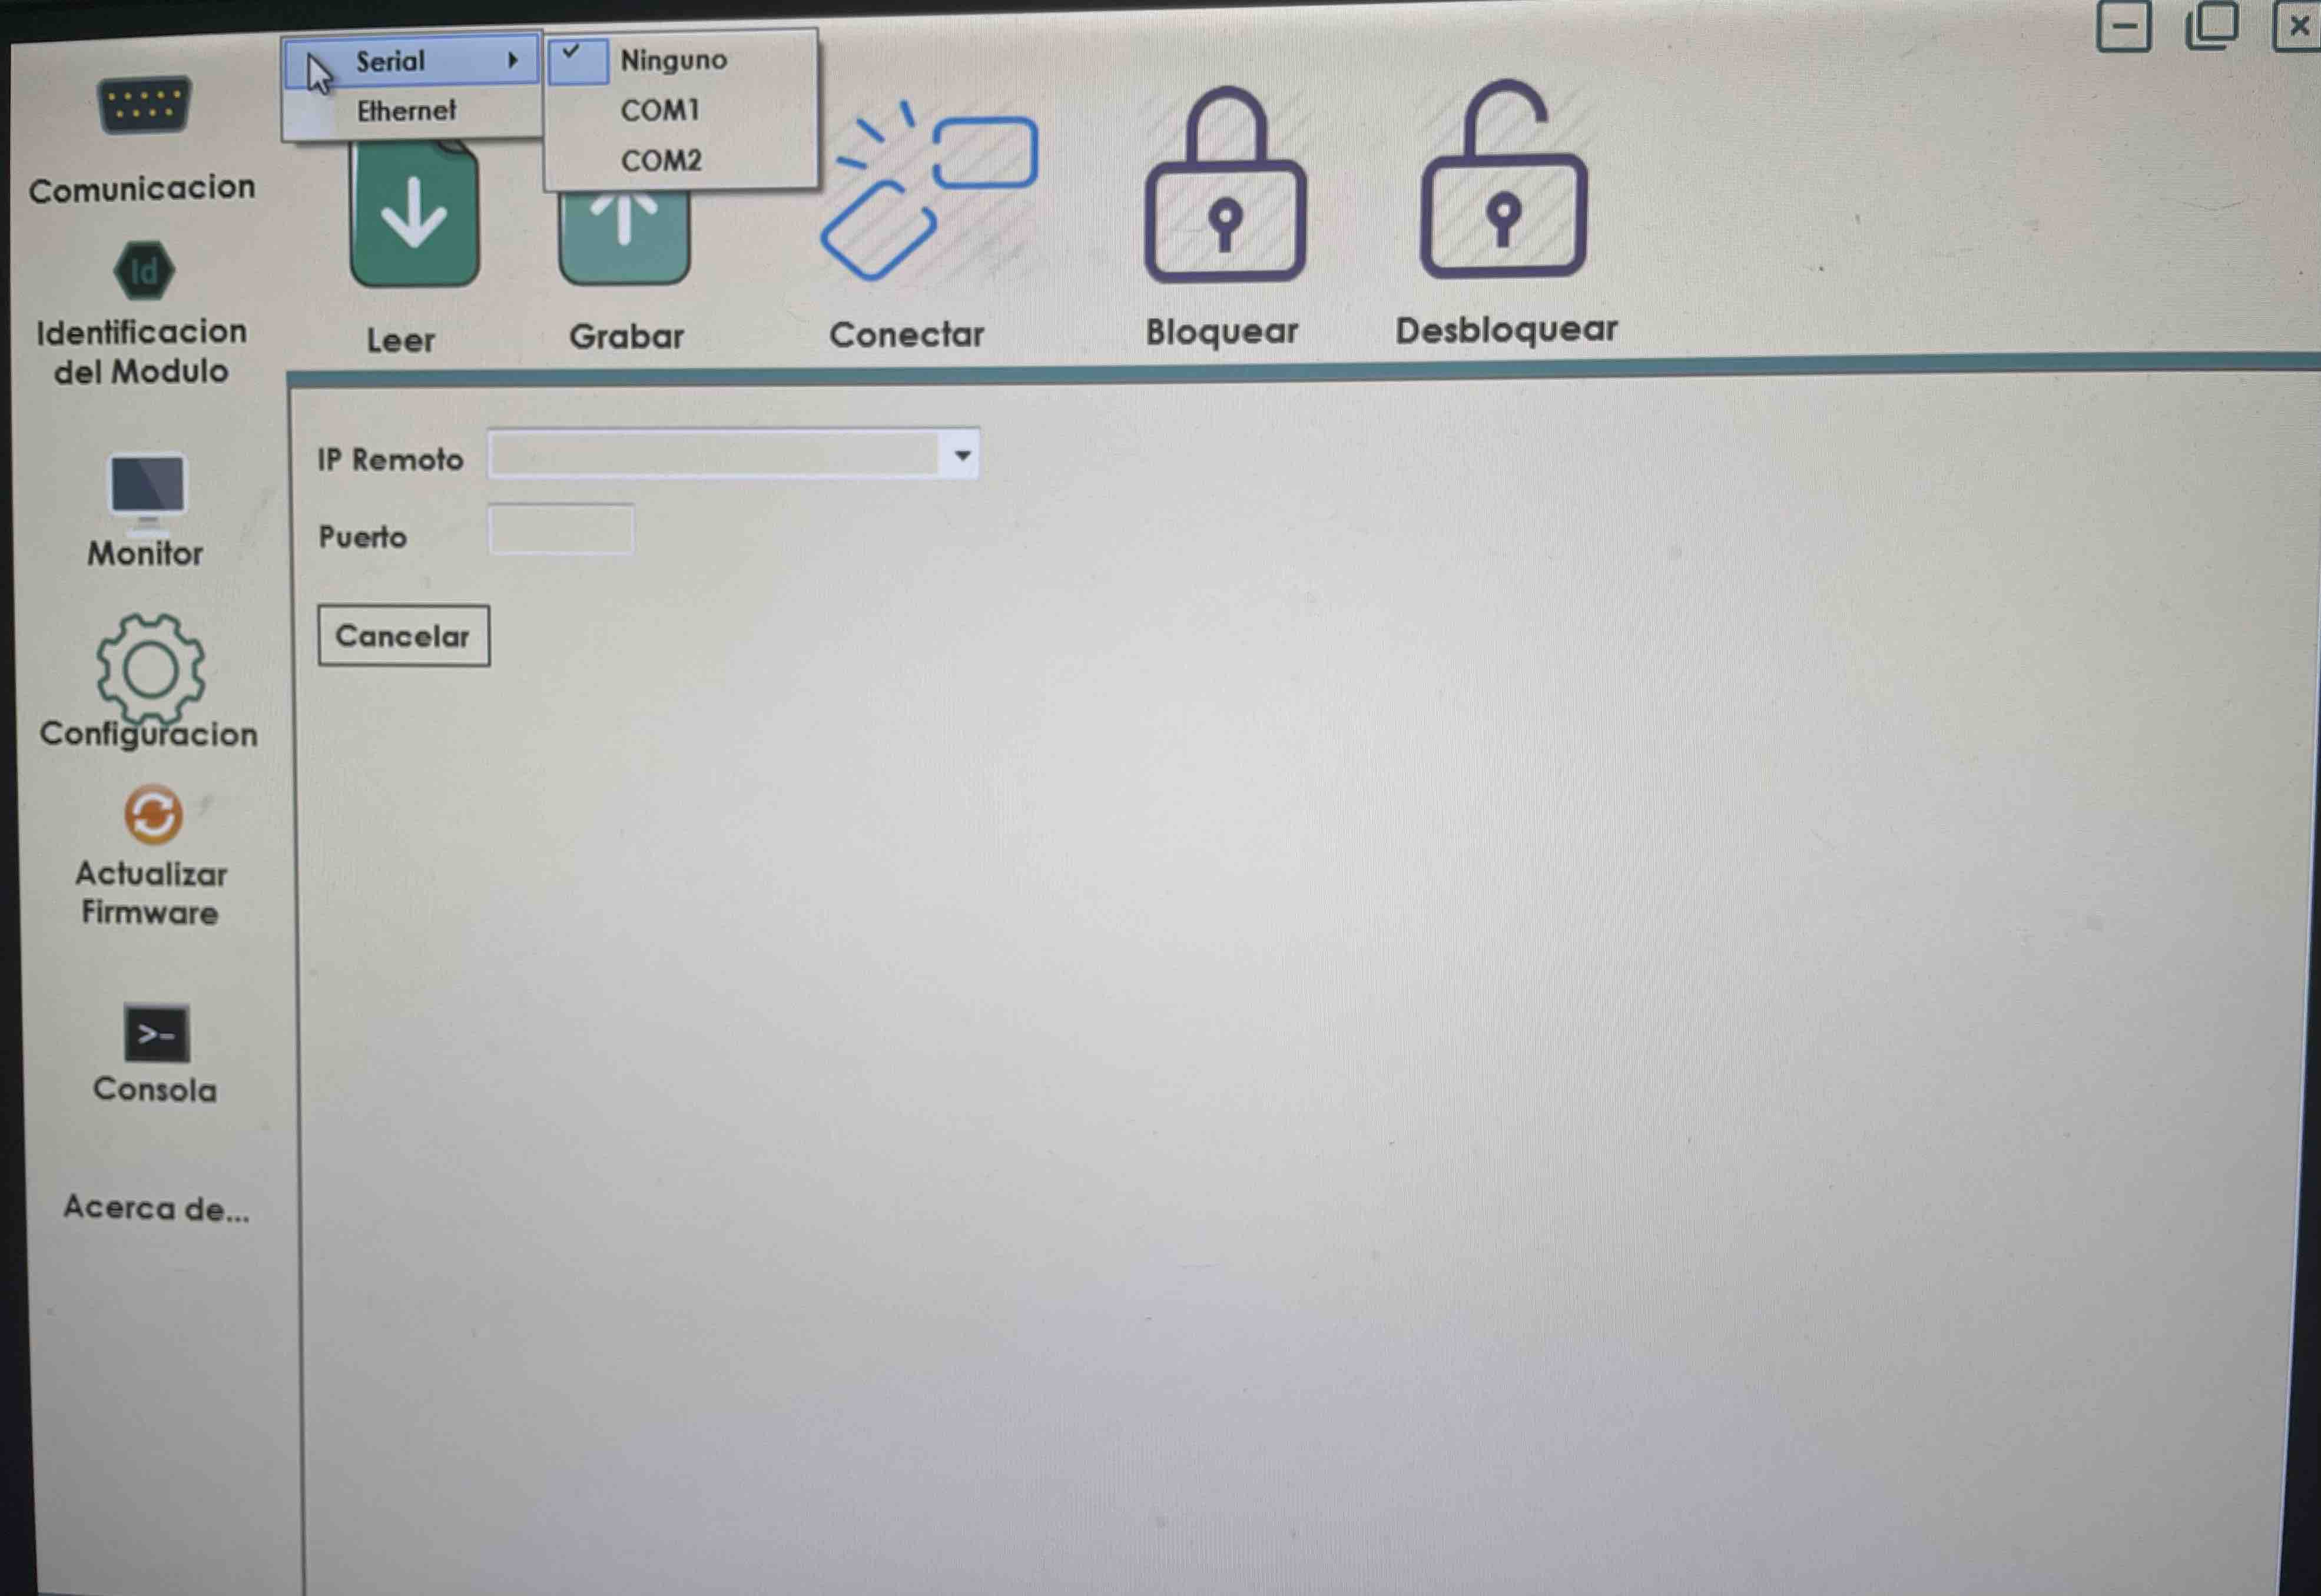 Serial
Ethernet
Ninguno
COM1
COM2
Comunicacion
Id
Identificacion
del Modulo
Monitor
Configuracion
Actualizar
Firmware
>-
Consola
Acerca de...
Leer
Grabar
Conectar
Bloquear
Desbloquear
IP Remoto
Puerto
Cancelar